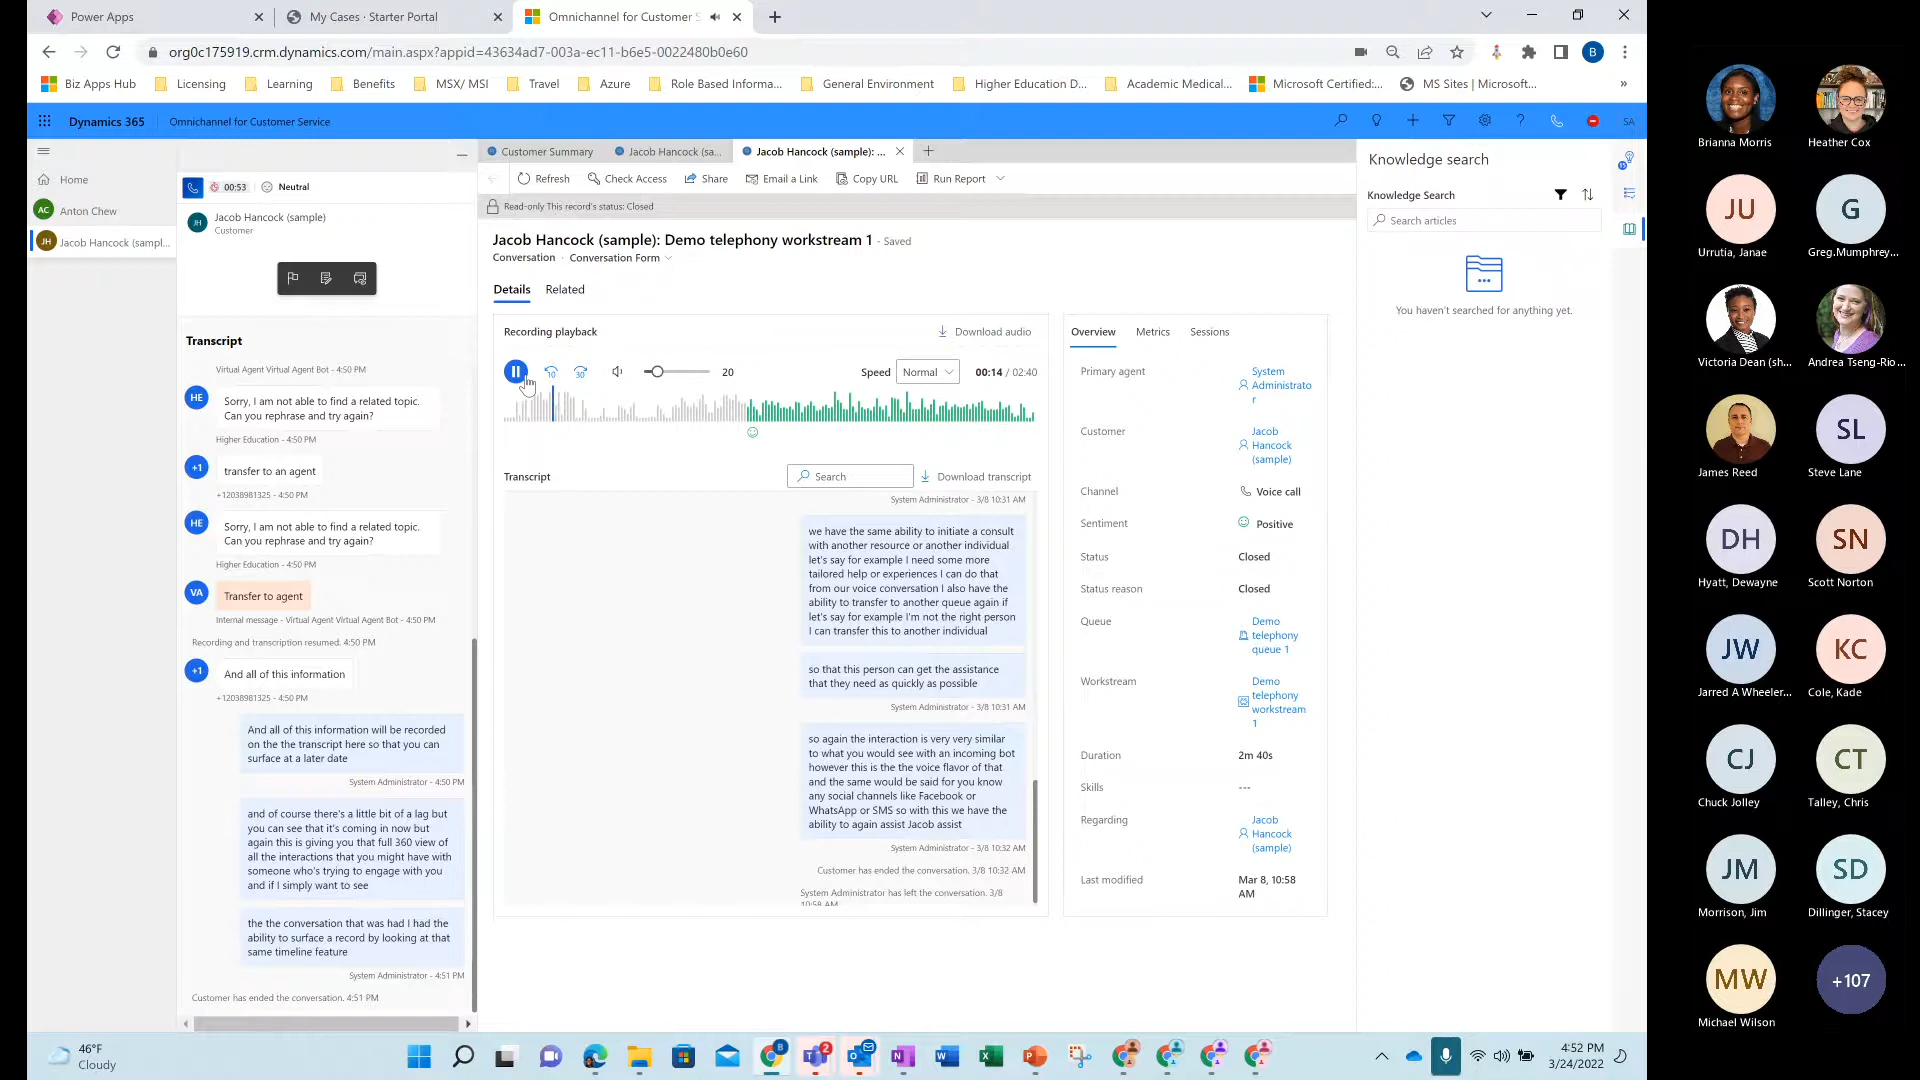 Power Apps
My Cases · Starter Portal
Omnichannel for Customer S
org0c175919.crm.dynamics.com/main.aspx?appid=43634ad7-003a-ec11-b6e5-0022480b0e60
B
Biz Apps Hub
Licensing
Learning
Benefits
MSX/ MSI
Travel
Azure
Role Based Informa...
General Environment
Higher Education D...
Academic Medical...
Microsoft Certified:...
MS Sites | Microsoft...
»
Dynamics 365
Omnichannel for Customer Service
SA
Home
AC
Anton Chew
JH
Jacob Hancock (sampl...
00:53
Neutral
JH
Jacob Hancock (sample)
Customer
Transcript
Virtual Agent Virtual Agent Bot - 4:50 PM
HE
Sorry, I am not able to find a related topic.
Can you rephrase and try again?
Higher Education - 4:50 PM
+1
transfer to an agent
+12038981325 - 4:50 PM
HE
Sorry, I am not able to find a related topic.
Can you rephrase and try again?
Higher Education - 4:50 PM
VA
Transfer to agent
Internal message - Virtual Agent Virtual Agent Bot - 4:50 PM
Recording and transcription resumed. 4:50 PM
+1
And all of this information
+12038981325 - 4:50 PM
And all of this information will be recorded
on the the transcript here so that you can
surface at a later date
System Administrator - 4:50 PM
and of course there's a little bit of a lag but
you can see that it's coming in now but
again this is giving you that full 360 view of
all the interactions that you might have with
someone who's trying to engage with you
and if I simply want to see
the the conversation that was had I had the
ability to surface a record by looking at that
same timeline feature
System Administrator - 4:51 PM
Customer has ended the conversation. 4:51 PM
Customer Summary
Jacob Hancock (sa...
Jacob Hancock (sample): ...
Refresh
Check Access
Share
Email a Link
Copy URL
Run Report
Read-only This record's status: Closed
Jacob Hancock (sample): Demo telephony workstream 1 - Saved
Conversation · Conversation Form
Details
Related
Recording playback
Download audio
10
30
20
Speed
Normal
00:14 / 02:40
Transcript
Search
Download transcript
System Administrator - 3/8 10:31 AM
we have the same ability to initiate a consult
with another resource or another individual
let's say for example I need some more
tailored help or experiences I can do that
from our voice conversation I also have the
ability to transfer to another queue again if
let's say for example I'm not the right person
I can transfer this to another individual
so that this person can get the assistance
that they need as quickly as possible
System Administrator - 3/8 10:31 AM
so again the interaction is very very similar
to what you would see with an incoming bot
however this is the the voice flavor of that
and the same would be said for you know
any social channels like Facebook or
WhatsApp or SMS so with this we have the
ability to again assist Jacob assist
System Administrator - 3/8 10:32 AM
Customer has ended the conversation. 3/8 10:32 AM
System Administrator has left the conversation. 3/8
10:58 AM
Overview
Metrics
Sessions
Primary agent
System
Administrato
r
Customer
Jacob
Hancock
(sample)
Channel
Voice call
Sentiment
Positive
Status
Closed
Status reason
Closed
Queue
Demo
telephony
queue 1
Workstream
Demo
telephony
workstream
1
Duration
2m 40s
Skills
---
Regarding
Jacob
Hancock
(sample)
Last modified
Mar 8, 10:58
AM
Knowledge search
Knowledge Search
Search articles
You haven't searched for anything yet.
Brianna Morris
Heather Cox
JU
Urrutia, Janae
G
Greg.Mumphrey...
Victoria Dean (sh...
Andrea Tseng-Rio...
James Reed
SL
Steve Lane
DH
Hyatt, Dewayne
SN
Scott Norton
JW
Jarred A Wheeler...
KC
Cole, Kade
CJ
Chuck Jolley
CT
Talley, Chris
JM
Morrison, Jim
SD
Dillinger, Stacey
MW
Michael Wilson
+107
46°F
Cloudy
2
4:52 PM
3/24/2022